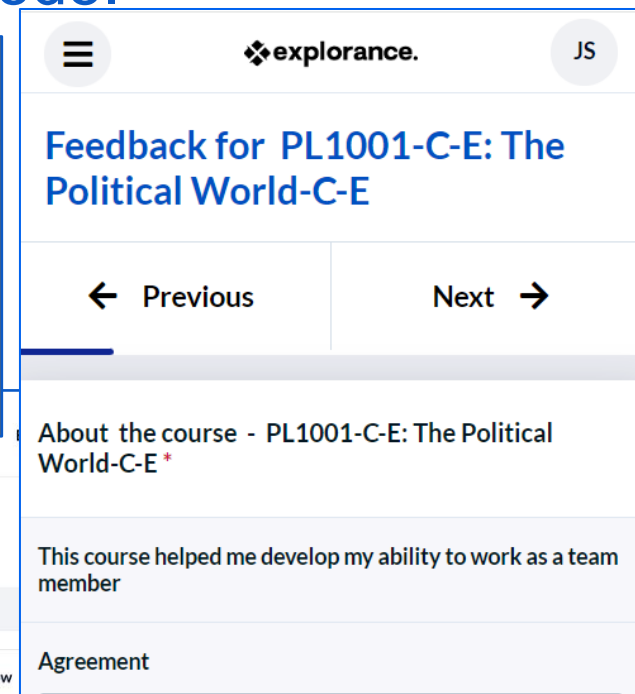 explorance.
JS
Feedback for PL1001-C-E: The
Political World-C-E
Previous
Next
About the course - PL1001-C-E: The Political
World-C-E *
This course helped me develop my ability to work as a team
member
Agreement